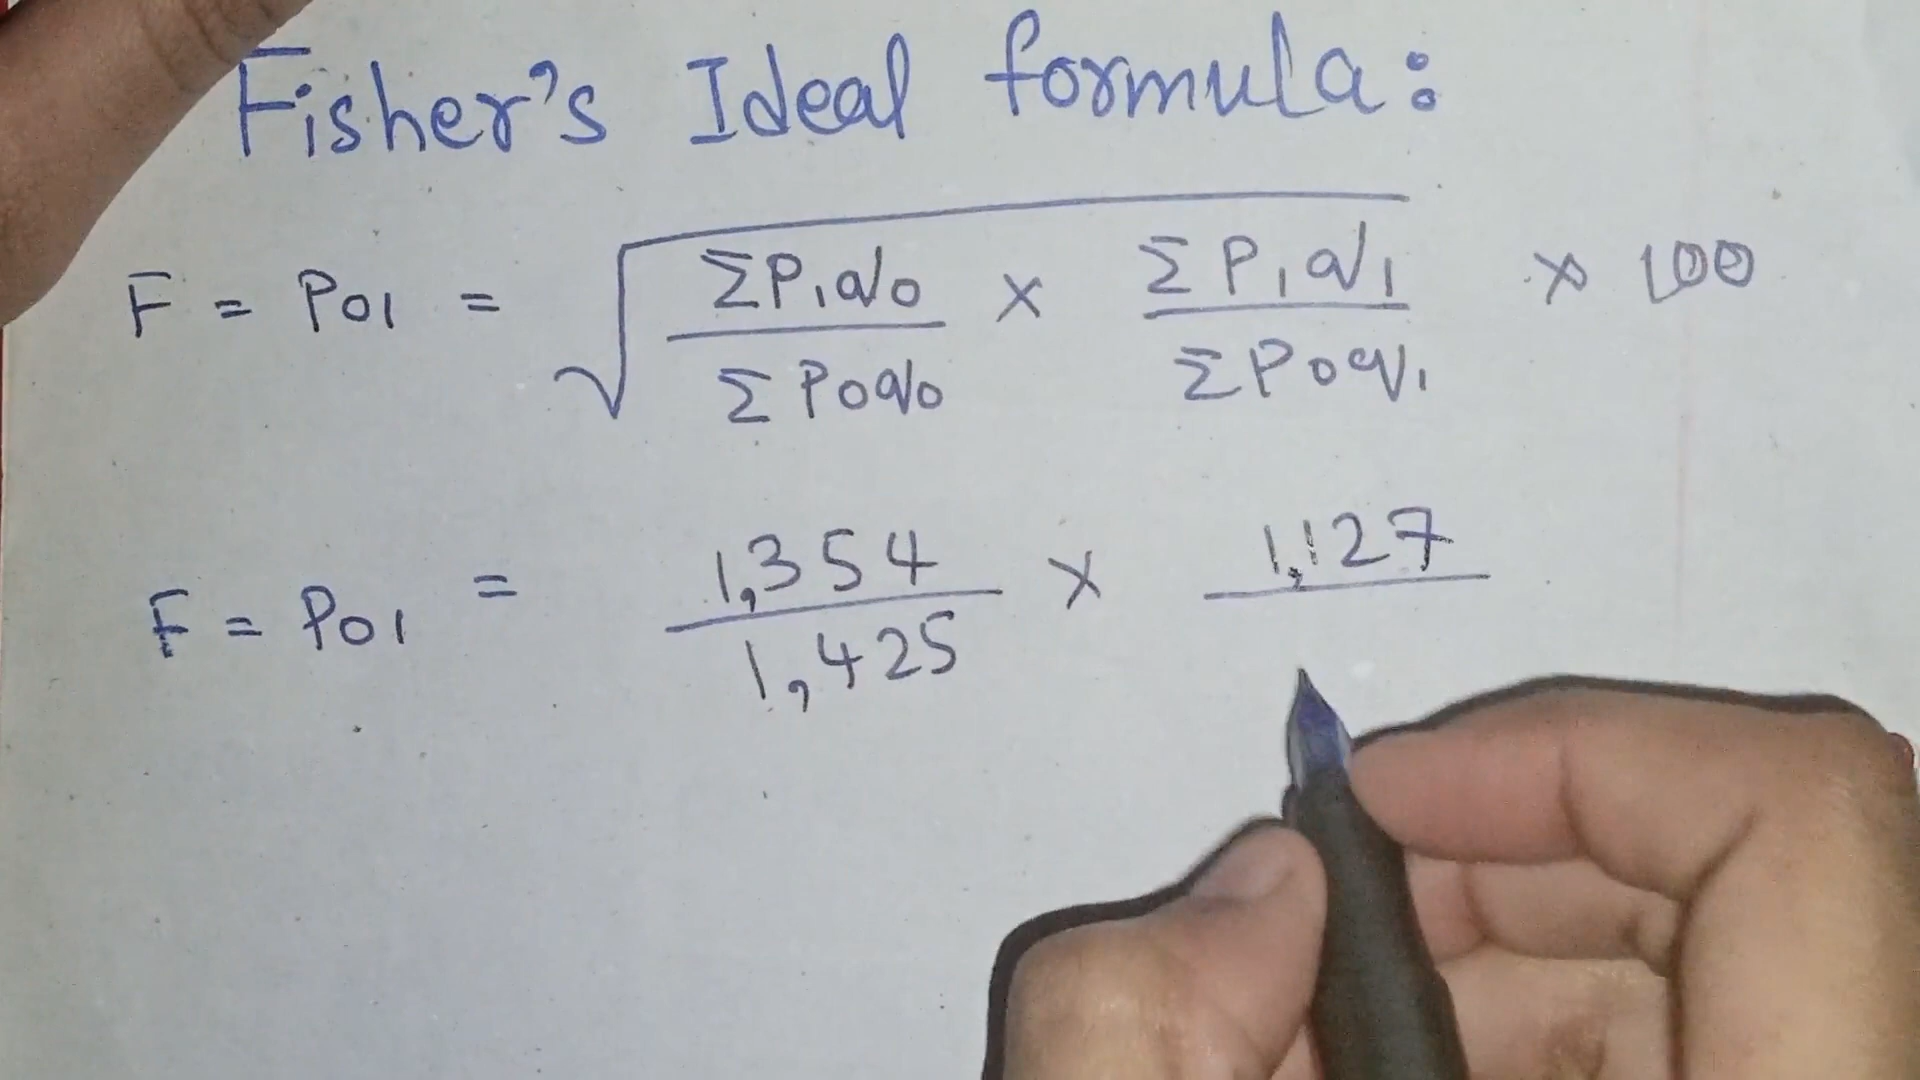 Fisher's Ideal formula:
F = P01 = √ ΣP1q0 / ΣP0q0 × ΣP1q1 / ΣP0q1 × 100
F = P01 = 1,354 / 1,425 × 1,127